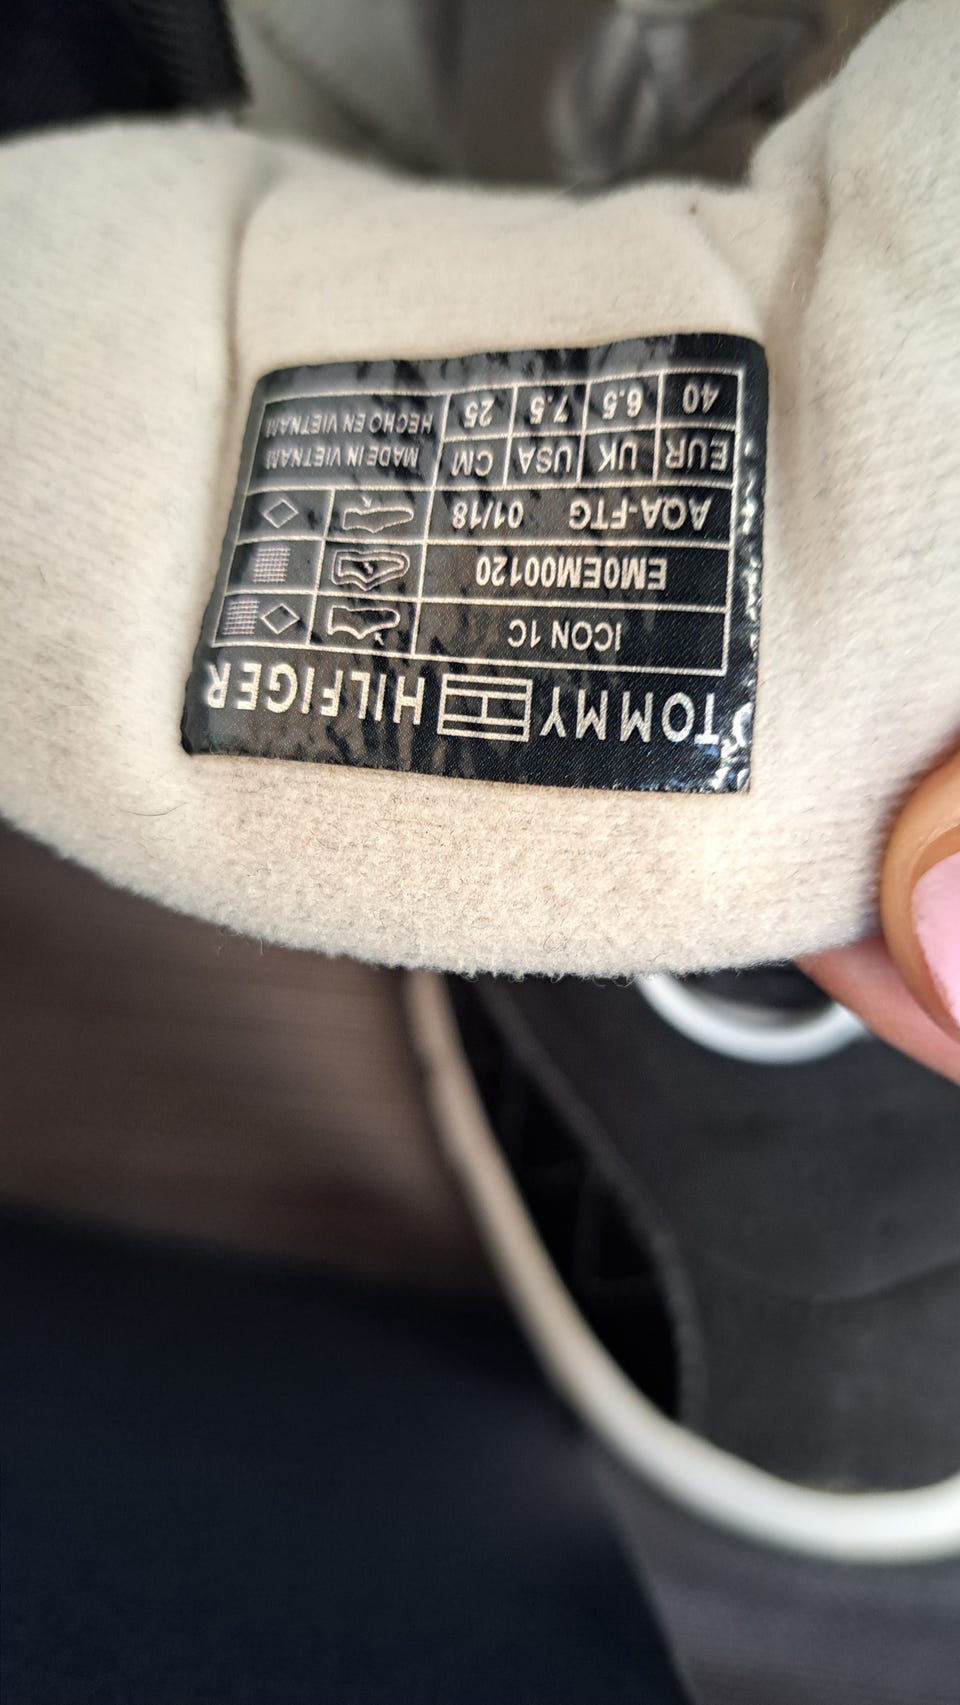 TOMMY HILFIGER
ICON 1C
EM0EM00120
AQA-FTG 01/18
EUR UK USA CM MADE IN VIETNAM
40 6.5 7.5 25 HECHO EN VIETNAM